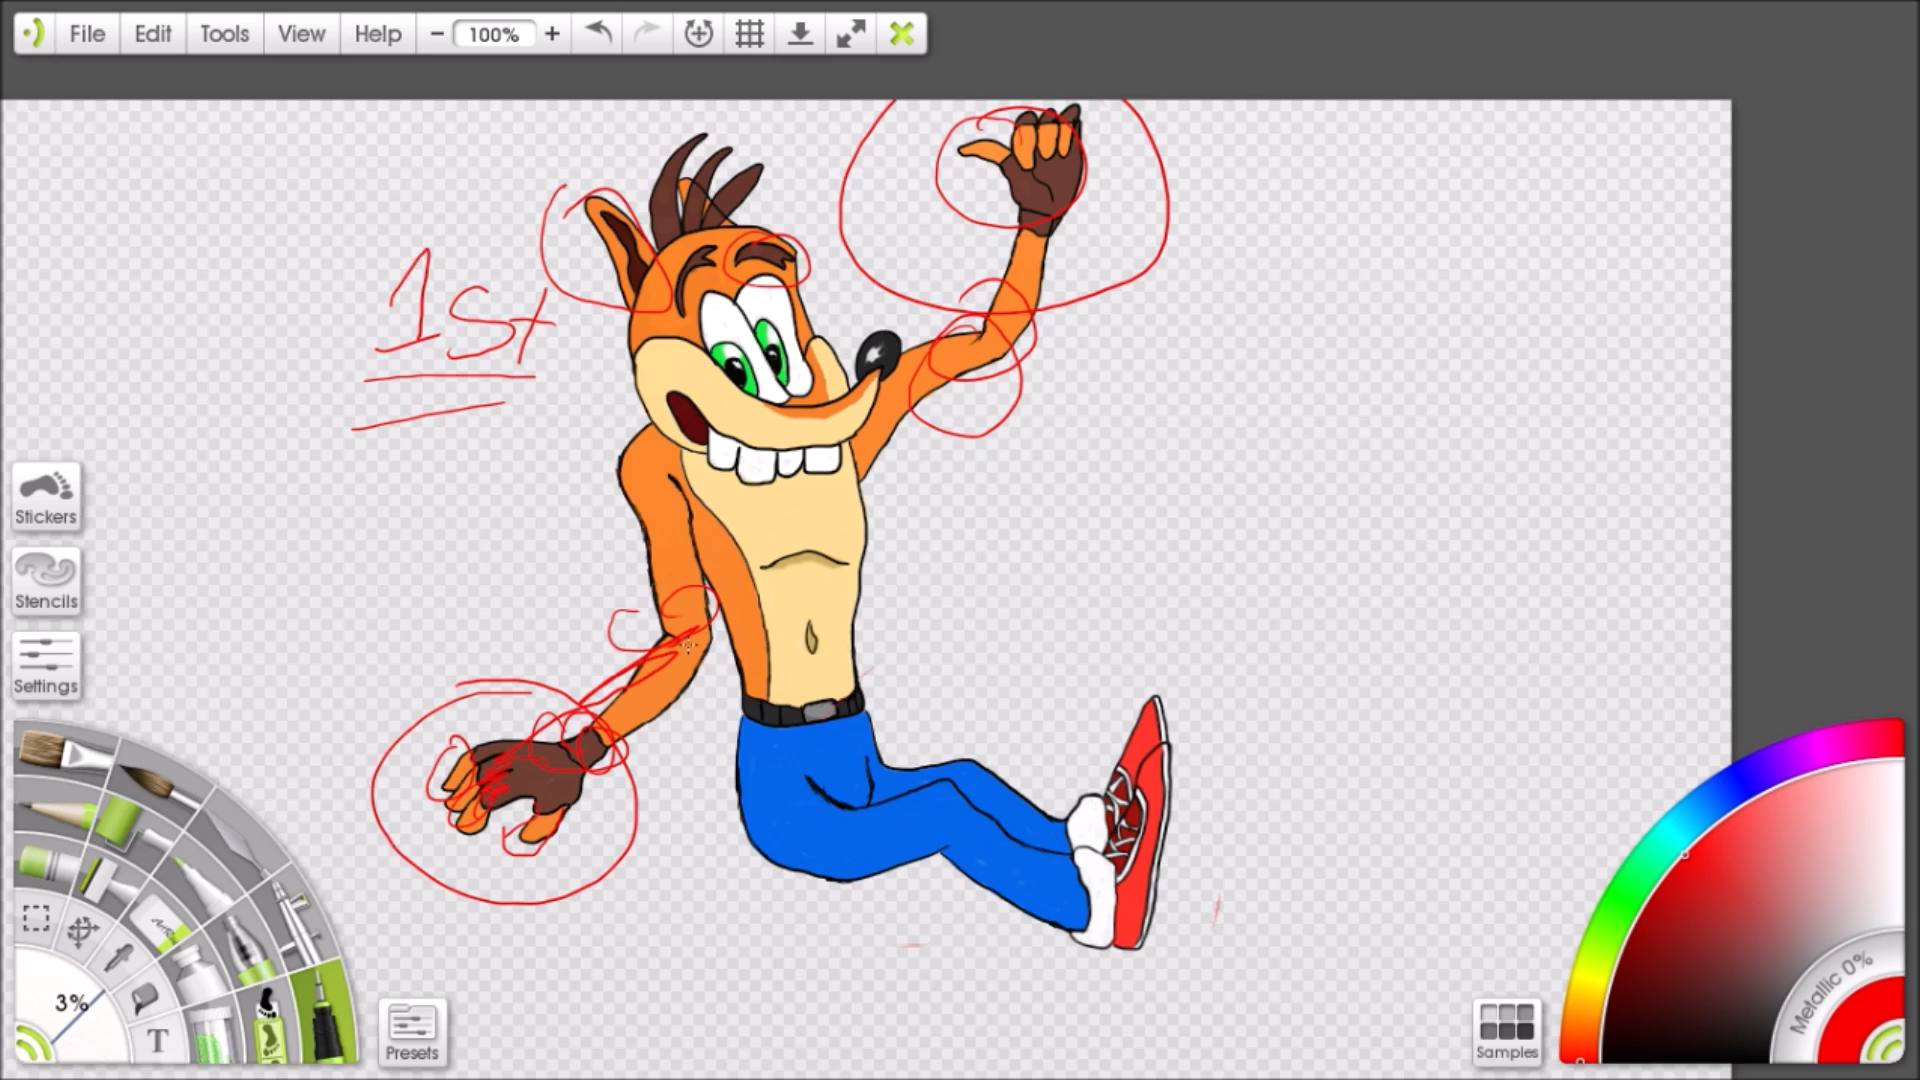 File Edit Tools View Help − 100% +
1st
Stickers
Stencils
Settings
3%
T
Presets
Samples
Metallic 0%